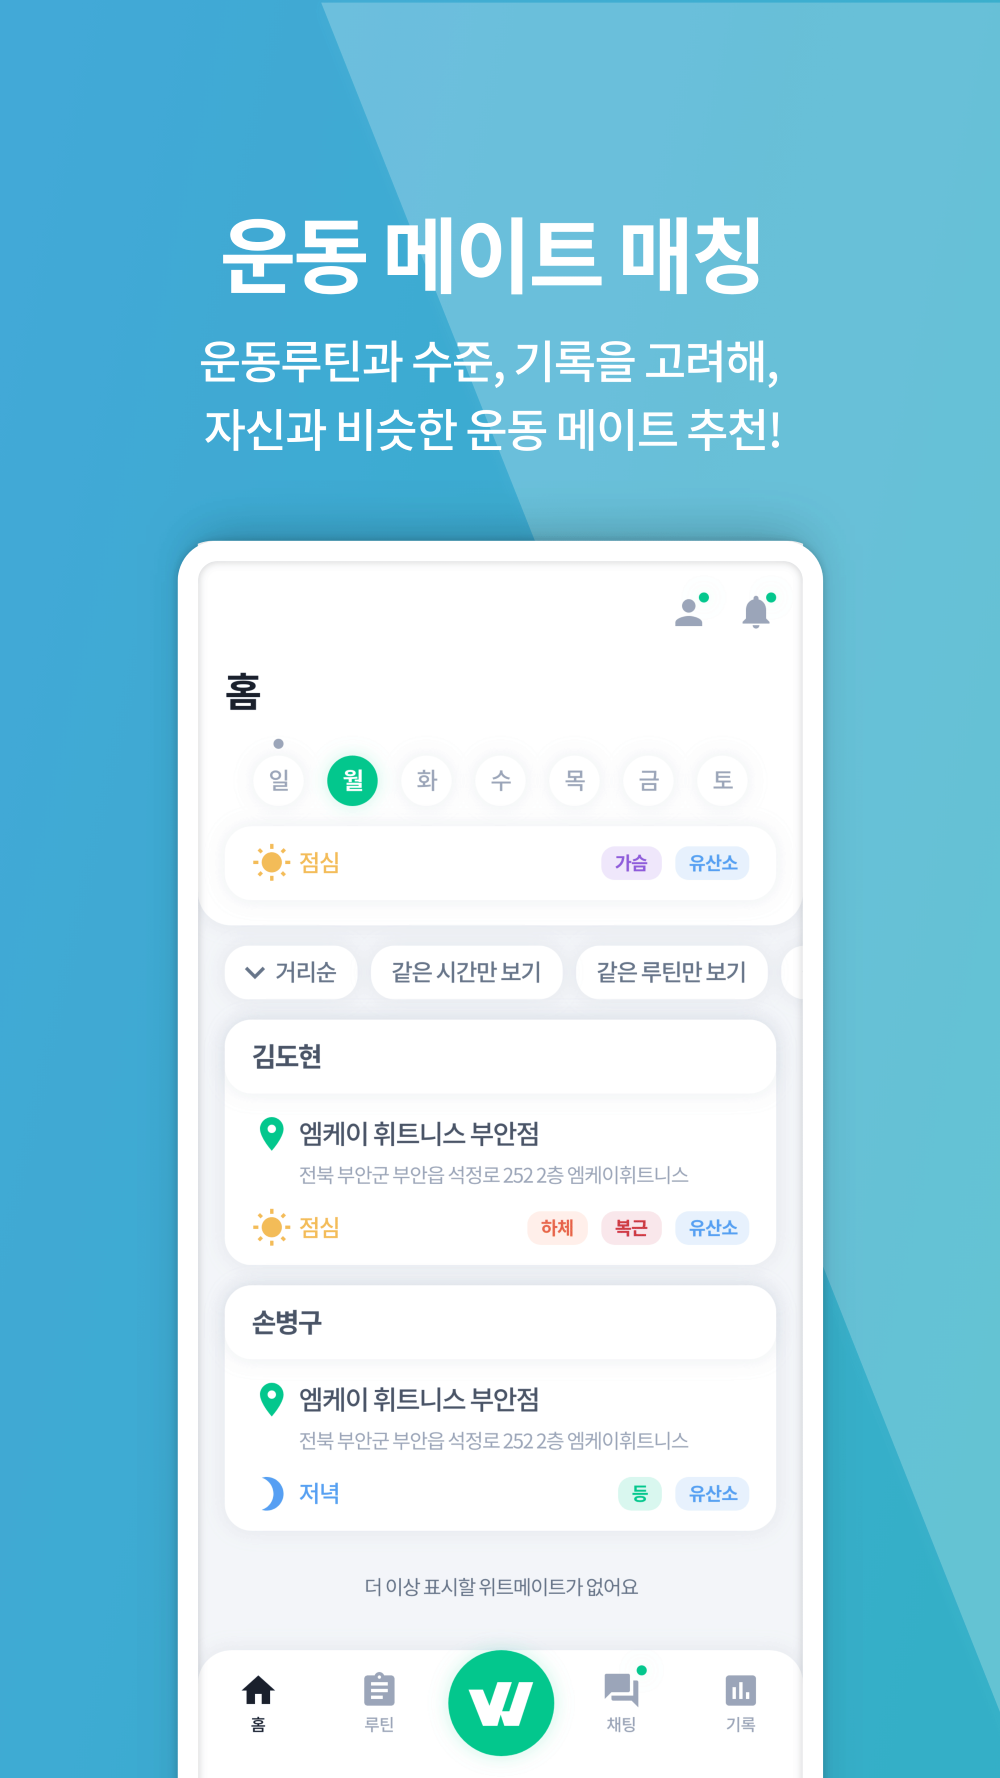 운동 메이트 매칭
운동루틴과 수준, 기록을 고려해,
자신과 비슷한 운동 메이트 추천!
홈
일 월 화 수 목 금 토
점심 가슴 유산소
거리순 같은 시간만 보기 같은 루틴만 보기
김도현
엠케이 휘트니스 부안점
전북 부안군 부안읍 석정로 252 2층 엠케이휘트니스
점심 하체 복근 유산소
손병구
엠케이 휘트니스 부안점
전북 부안군 부안읍 석정로 252 2층 엠케이휘트니스
저녁 등 유산소
더 이상 표시할 위트메이트가 없어요
홈 루틴 W 채팅 기록